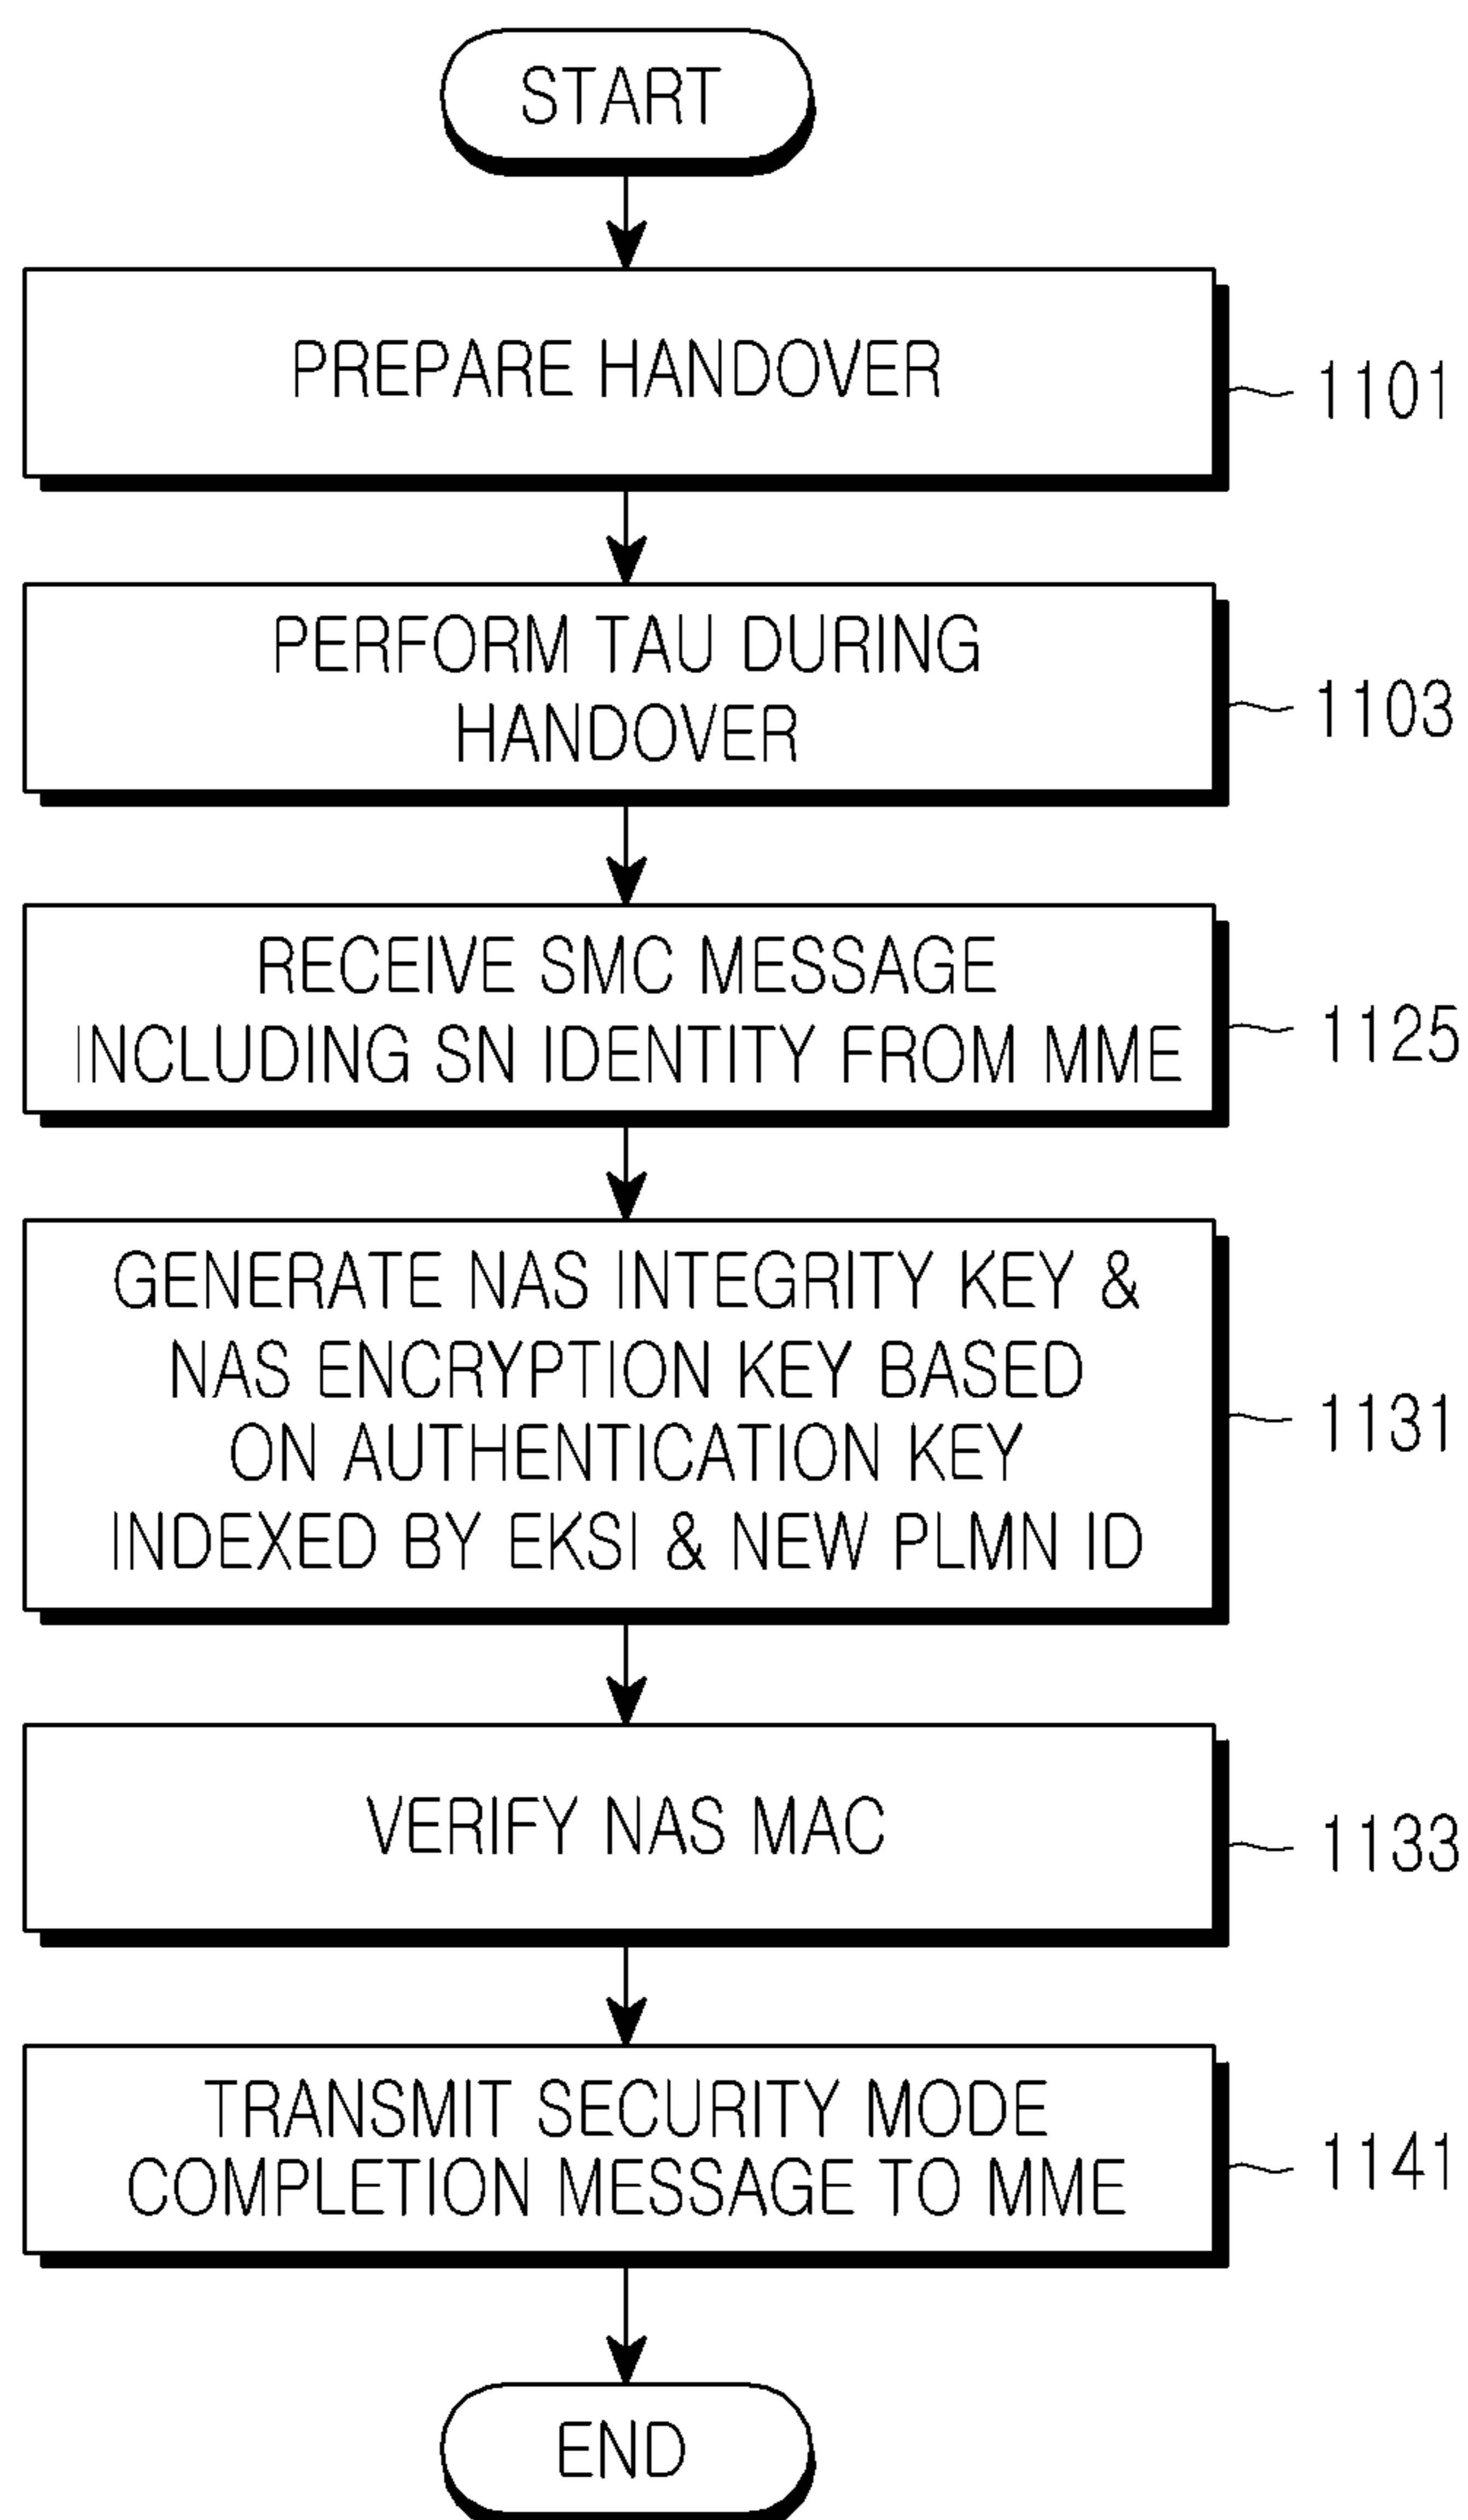 START
PREPARE HANDOVER
1101
PERFORM TAU DURING
HANDOVER
1103
RECEIVE SMC MESSAGE
INCLUDING SN IDENTITY FROM MME
1125
GENERATE NAS INTEGRITY KEY &
NAS ENCRYPTION KEY BASED
ON AUTHENTICATION KEY
INDEXED BY EKSI & NEW PLMN ID
1131
VERIFY NAS MAC
1133
TRANSMIT SECURITY MODE
COMPLETION MESSAGE TO MME
1141
END